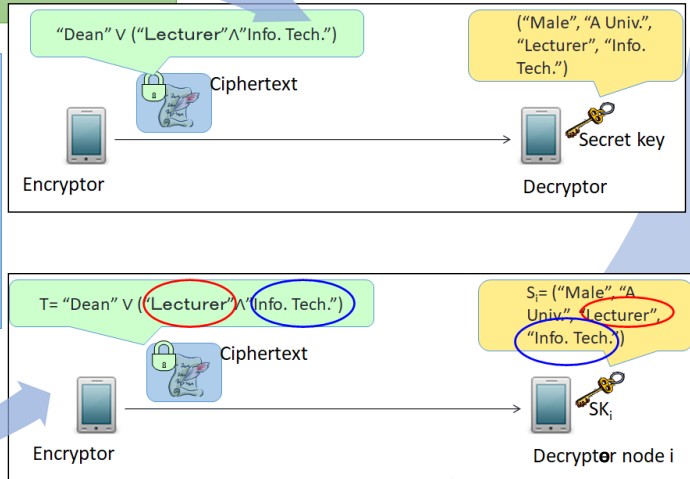 "Dean" V ("Lecturer"Λ"Info. Tech.")
("Male", "A Univ.",
"Lecturer", "Info.
Tech.")
Ciphertext
Secret key
Encryptor
Decryptor
T= "Dean" V ("Lecturer"Λ"Info. Tech.")
Si= ("Male", "A
Univ.", "Lecturer",
"Info. Tech.")
Ciphertext
SKi
Encryptor
Decryptor node i